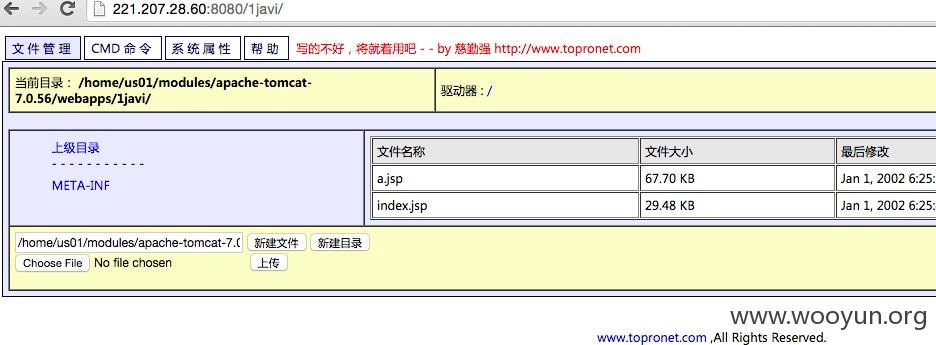 221.207.28.60:8080/1javi/
文件管理 CMD 命令 系统属性 帮助 写的不好，将就着用吧 - - by 慈勤强 http://www.topronet.com
当前目录： /home/us01/modules/apache-tomcat-
7.0.56/webapps/1javi/
驱动器 : /
上级目录
- - - - - - - - - - -
META-INF
文件名称 文件大小 最后修改
a.jsp 67.70 KB Jan 1, 2002 6:25:
index.jsp 29.48 KB Jan 1, 2002 6:25:
/home/us01/modules/apache-tomcat-7.0 新建文件 新建目录
Choose File No file chosen 上传
www.wooyun.org
www.topronet.com ,All Rights Reserved.